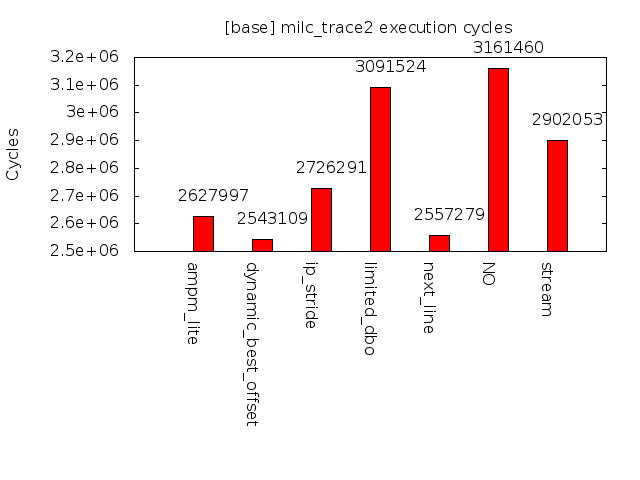 [base] milc_trace2 execution cycles
Cycles
3.2e+06
3.1e+06
3e+06
2.9e+06
2.8e+06
2.7e+06
2.6e+06
2.5e+06
2627997
2543109
2726291
3091524
2557279
3161460
2902053
ampm_lite
dynamic_best_offset
ip_stride
limited_dbo
next_line
NO
stream